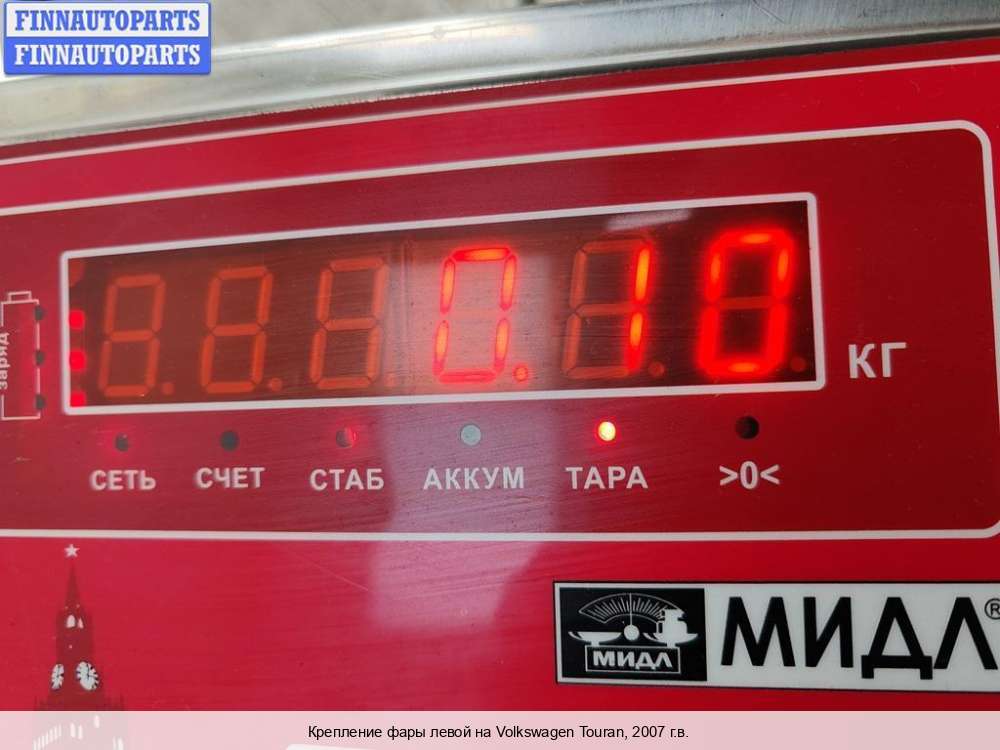 FINNAUTOPARTS
FINNAUTOPARTS
0.10
КГ
заряд
СЕТЬ СЧЕТ СТАБ АККУМ ТАРА >0<
МИДЛ
МИДЛ®
Крепление фары левой на Volkswagen Touran, 2007 г.в.